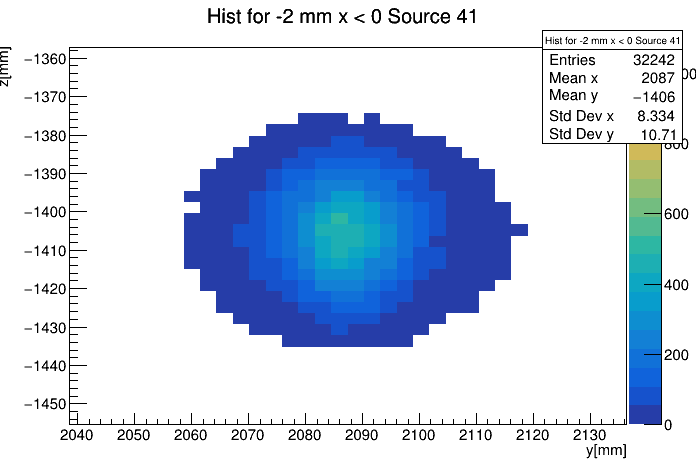 Hist for -2 mm x < 0 Source 41
Hist for -2 mm x < 0 Source 41
Entries 32242
Mean x 2087
Mean y −1406
Std Dev x 8.334
Std Dev y 10.71
z[mm]
−1360
−1370
−1380
−1390
−1400
−1410
−1420
−1430
−1440
−1450
2040 2050 2060 2070 2080 2090 2100 2110 2120 2130
y[mm]
600
400
200
0